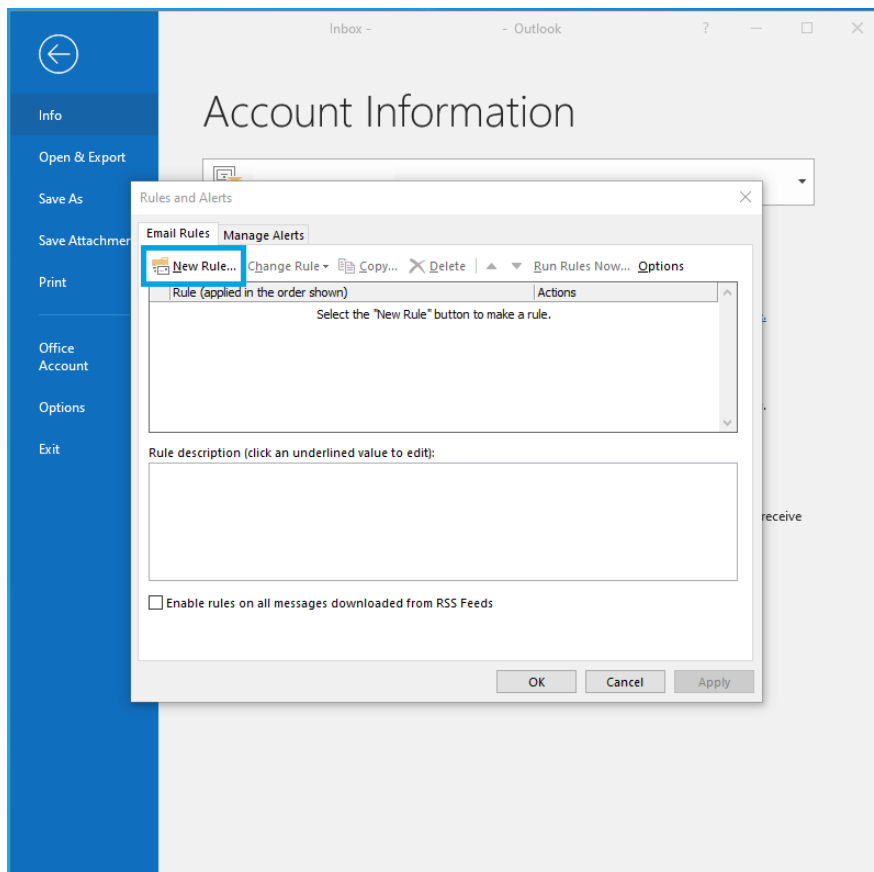 Inbox - - Outlook ?
Account Information
Info
Open & Export
Save As
Save Attachmen
Print
Office
Account
Options
Exit
Rules and Alerts
Email Rules Manage Alerts
New Rule... Change Rule Copy... Delete Run Rules Now... Options
Rule (applied in the order shown) Actions
Select the "New Rule" button to make a rule.
Rule description (click an underlined value to edit):
receive
Enable rules on all messages downloaded from RSS Feeds
OK Cancel Apply